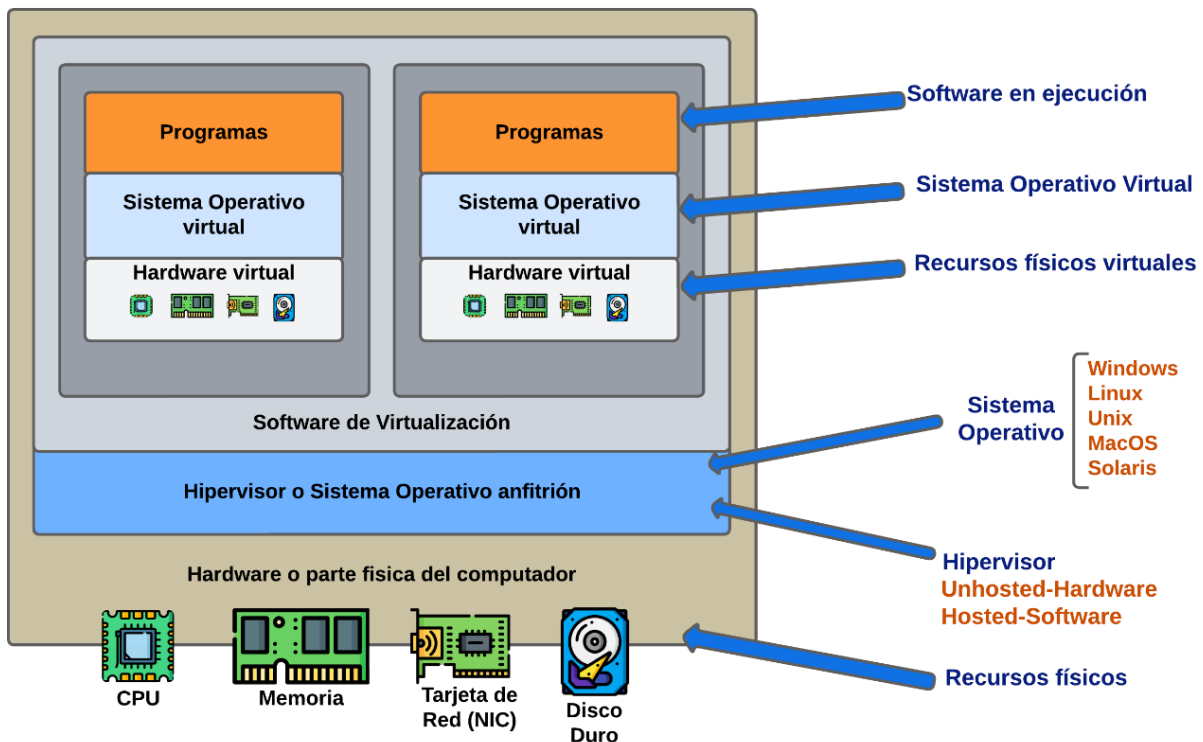 Programas
Sistema Operativo
virtual
Hardware virtual
Programas
Sistema Operativo
virtual
Hardware virtual
Software de Virtualización
Hipervisor o Sistema Operativo anfitrión
Hardware o parte fisica del computador
CPU
Memoria
Tarjeta de
Red (NIC)
Disco
Duro
Software en ejecución
Sistema Operativo Virtual
Recursos físicos virtuales
Sistema
Operativo
Windows
Linux
Unix
MacOS
Solaris
Hipervisor
Unhosted-Hardware
Hosted-Software
Recursos físicos